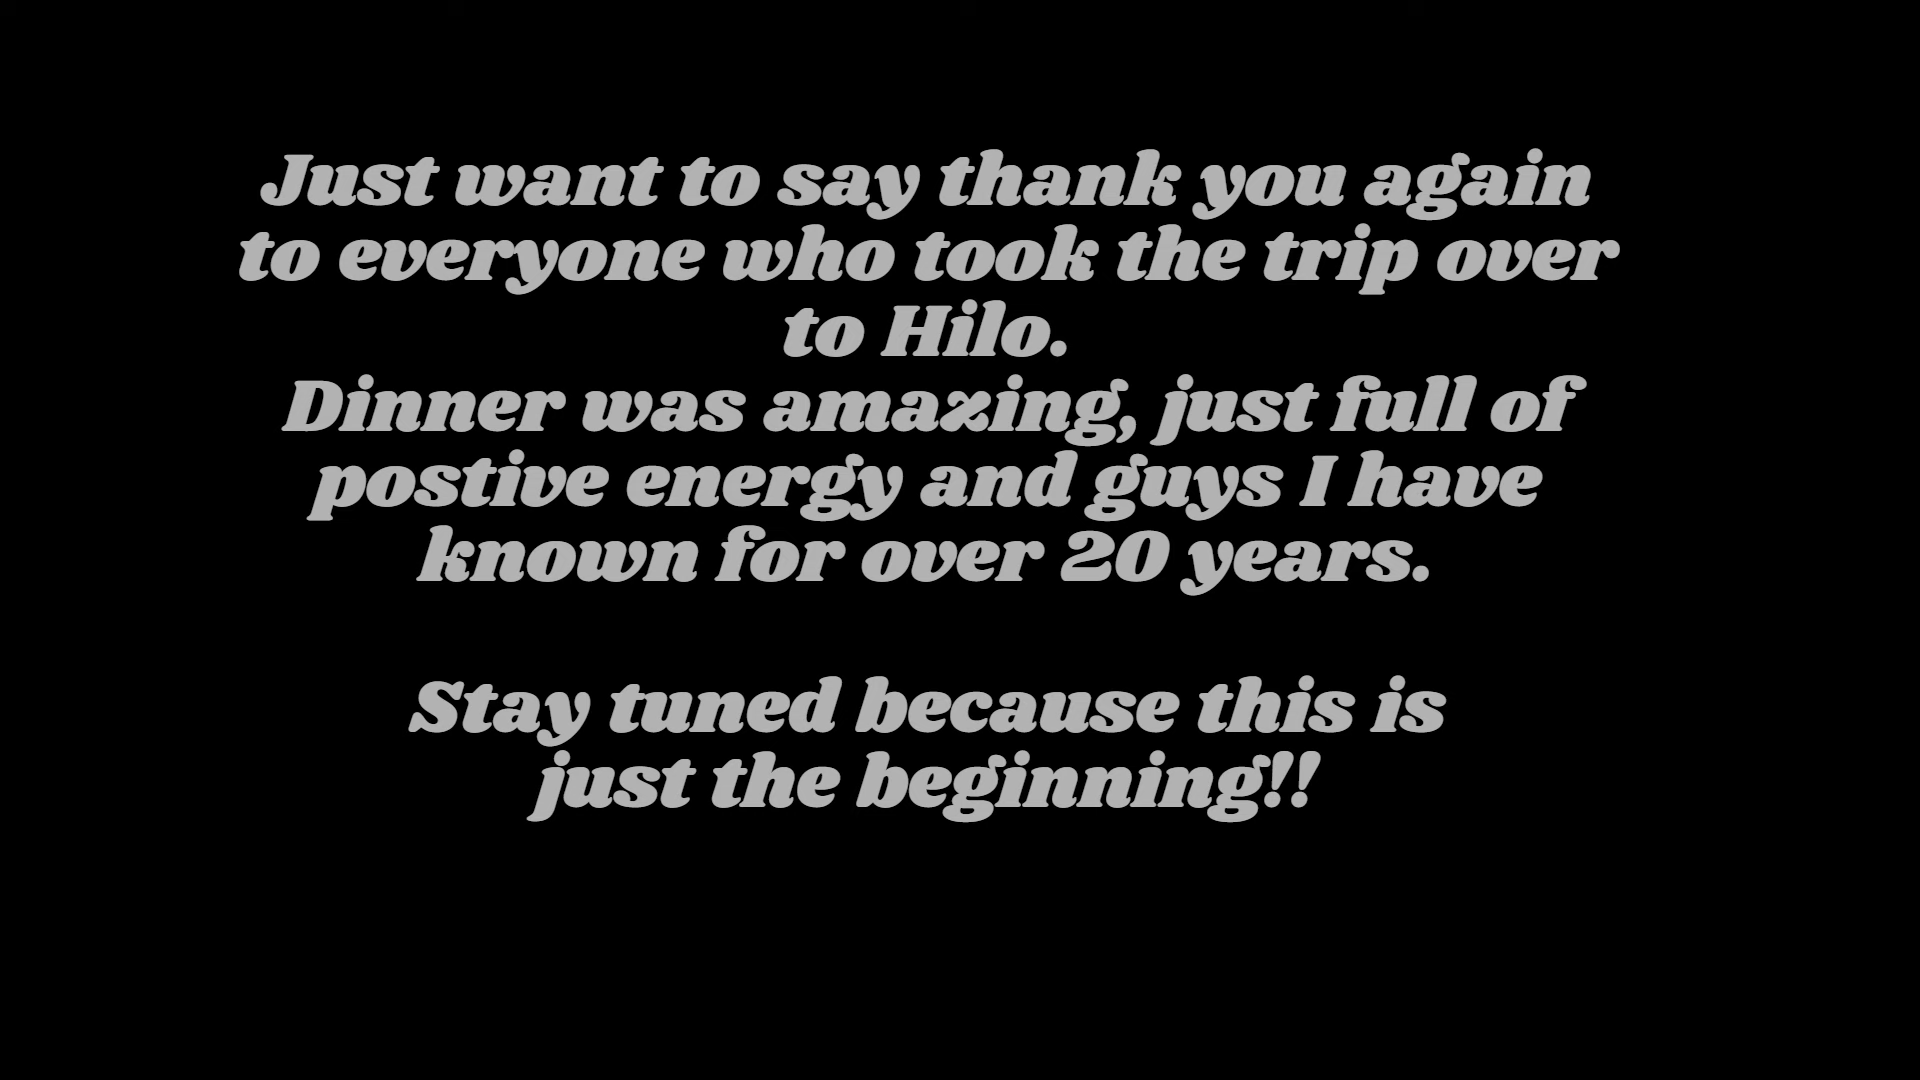 Just want to say thank you again
to everyone who took the trip over
to Hilo.
Dinner was amazing, just full of
postive energy and guys I have
known for over 20 years.
Stay tuned because this is
just the beginning!!